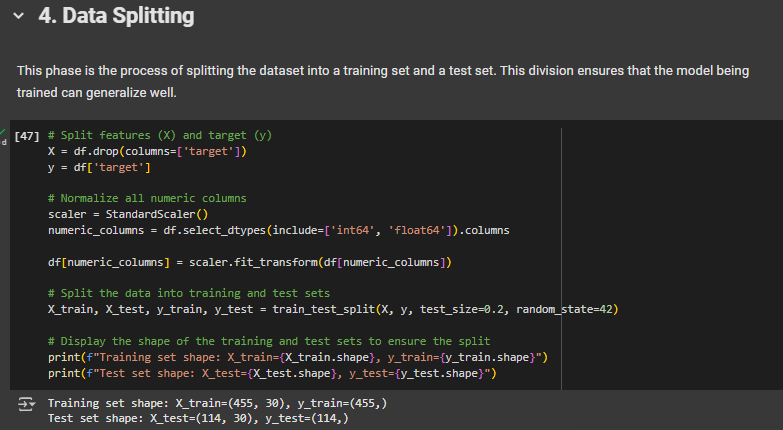 4. Data Splitting
This phase is the process of splitting the dataset into a training set and a test set. This division ensures that the model being
trained can generalize well.
[47] # Split features (X) and target (y)
X = df.drop(columns=['target'])
y = df['target']
# Normalize all numeric columns
scaler = StandardScaler()
numeric_columns = df.select_dtypes(include=['int64', 'float64']).columns
df[numeric_columns] = scaler.fit_transform(df[numeric_columns])
# Split the data into training and test sets
X_train, X_test, y_train, y_test = train_test_split(X, y, test_size=0.2, random_state=42)
# Display the shape of the training and test sets to ensure the split
print(f"Training set shape: X_train={X_train.shape}, y_train={y_train.shape}")
print(f"Test set shape: X_test={X_test.shape}, y_test={y_test.shape}")
Training set shape: X_train=(455, 30), y_train=(455,)
Test set shape: X_test=(114, 30), y_test=(114,)